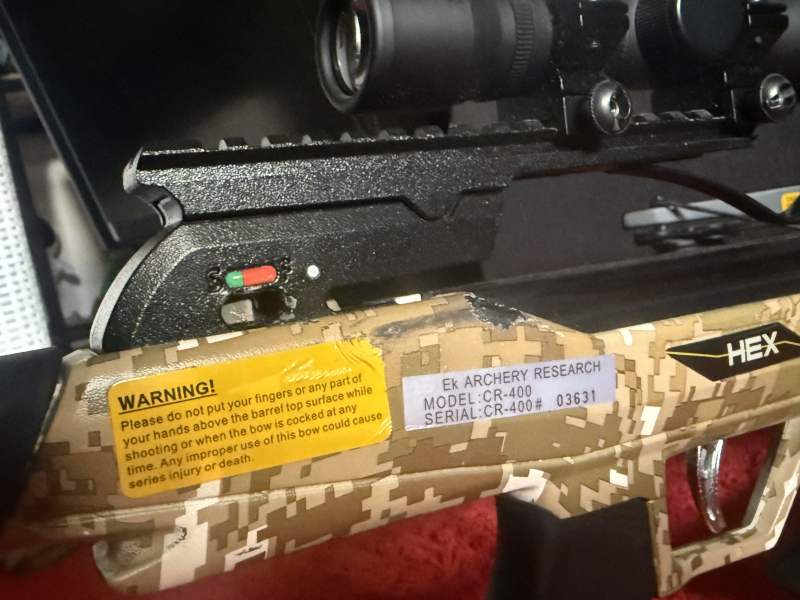 S F
WARNING!
Please do not put your fingers or any part of
your hands above the barrel top surface while
shooting or when the bow is cocked at any
time. Any improper use of this bow could cause
series injury or death.
Ek ARCHERY RESEARCH
MODEL:CR-400
SERIAL:CR-400# 03631
HEX